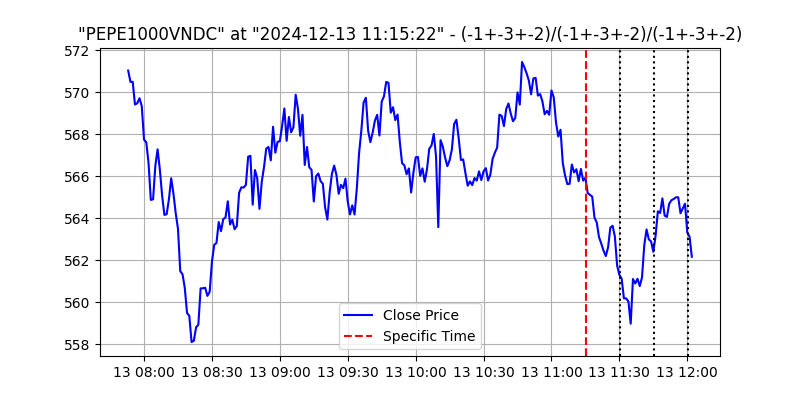 "PEPE1000VNDC" at "2024-12-13 11:15:22" - (-1+-3+-2)/(-1+-3+-2)/(-1+-3+-2)
572
570
568
566
564
562
560
558
Close Price
Specific Time
13 08:00 13 08:30 13 09:00 13 09:30 13 10:00 13 10:30 13 11:00 13 11:30 13 12:00